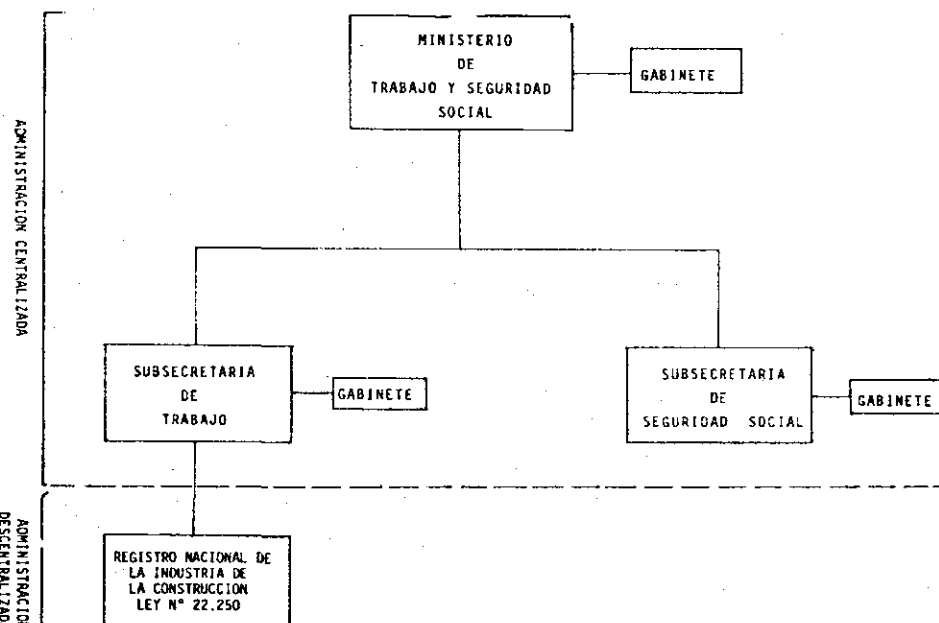 MINISTERIO
DE
TRABAJO Y SEGURIDAD
SOCIAL
GABINETE
ADMINISTRACION CENTRALIZADA
SUBSECRETARIA
DE
TRABAJO
GABINETE
SUBSECRETARIA
DE
SEGURIDAD SOCIAL
GABINETE
ADMINISTRACION
DESCENTRALIZAD
REGISTRO NACIONAL DE
LA INDUSTRIA DE
LA CONSTRUCCION
LEY N° 22.250